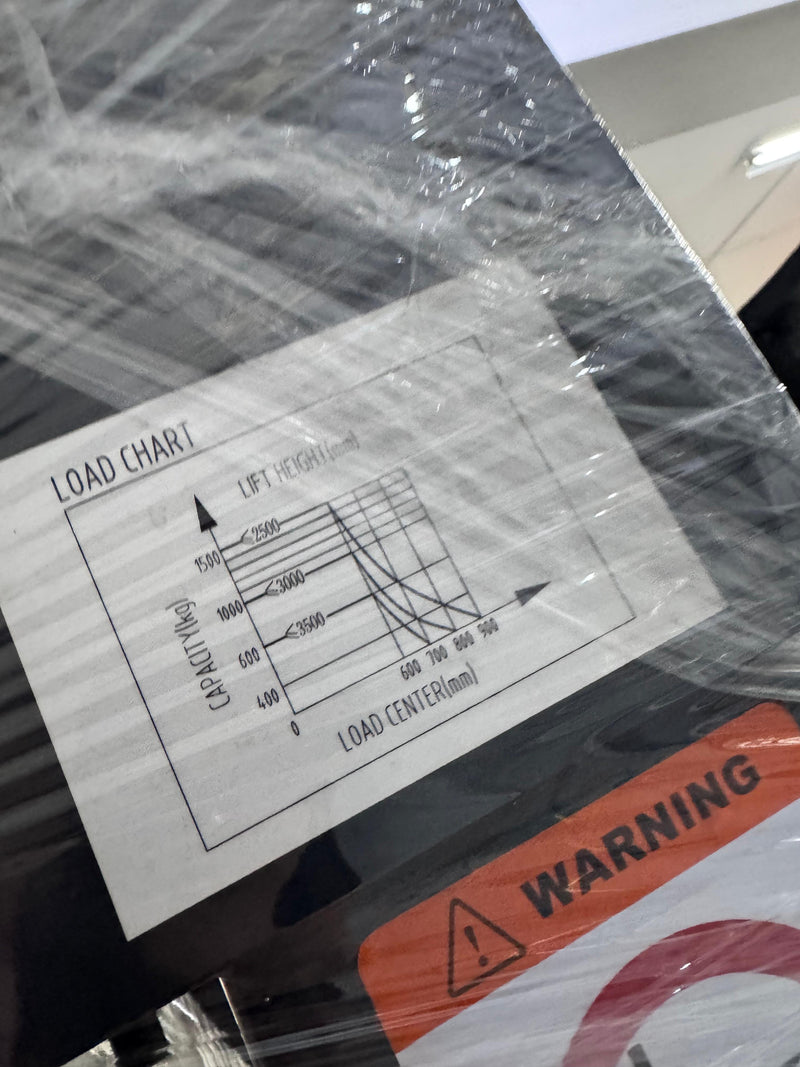 LOAD CHART
LIFT HEIGHT(mm)
CAPACITY(kg)
1500
≤2500
1000
≤3000
600
≤3500
400
0
600 700 800 900
LOAD CENTER(mm)
WARNING